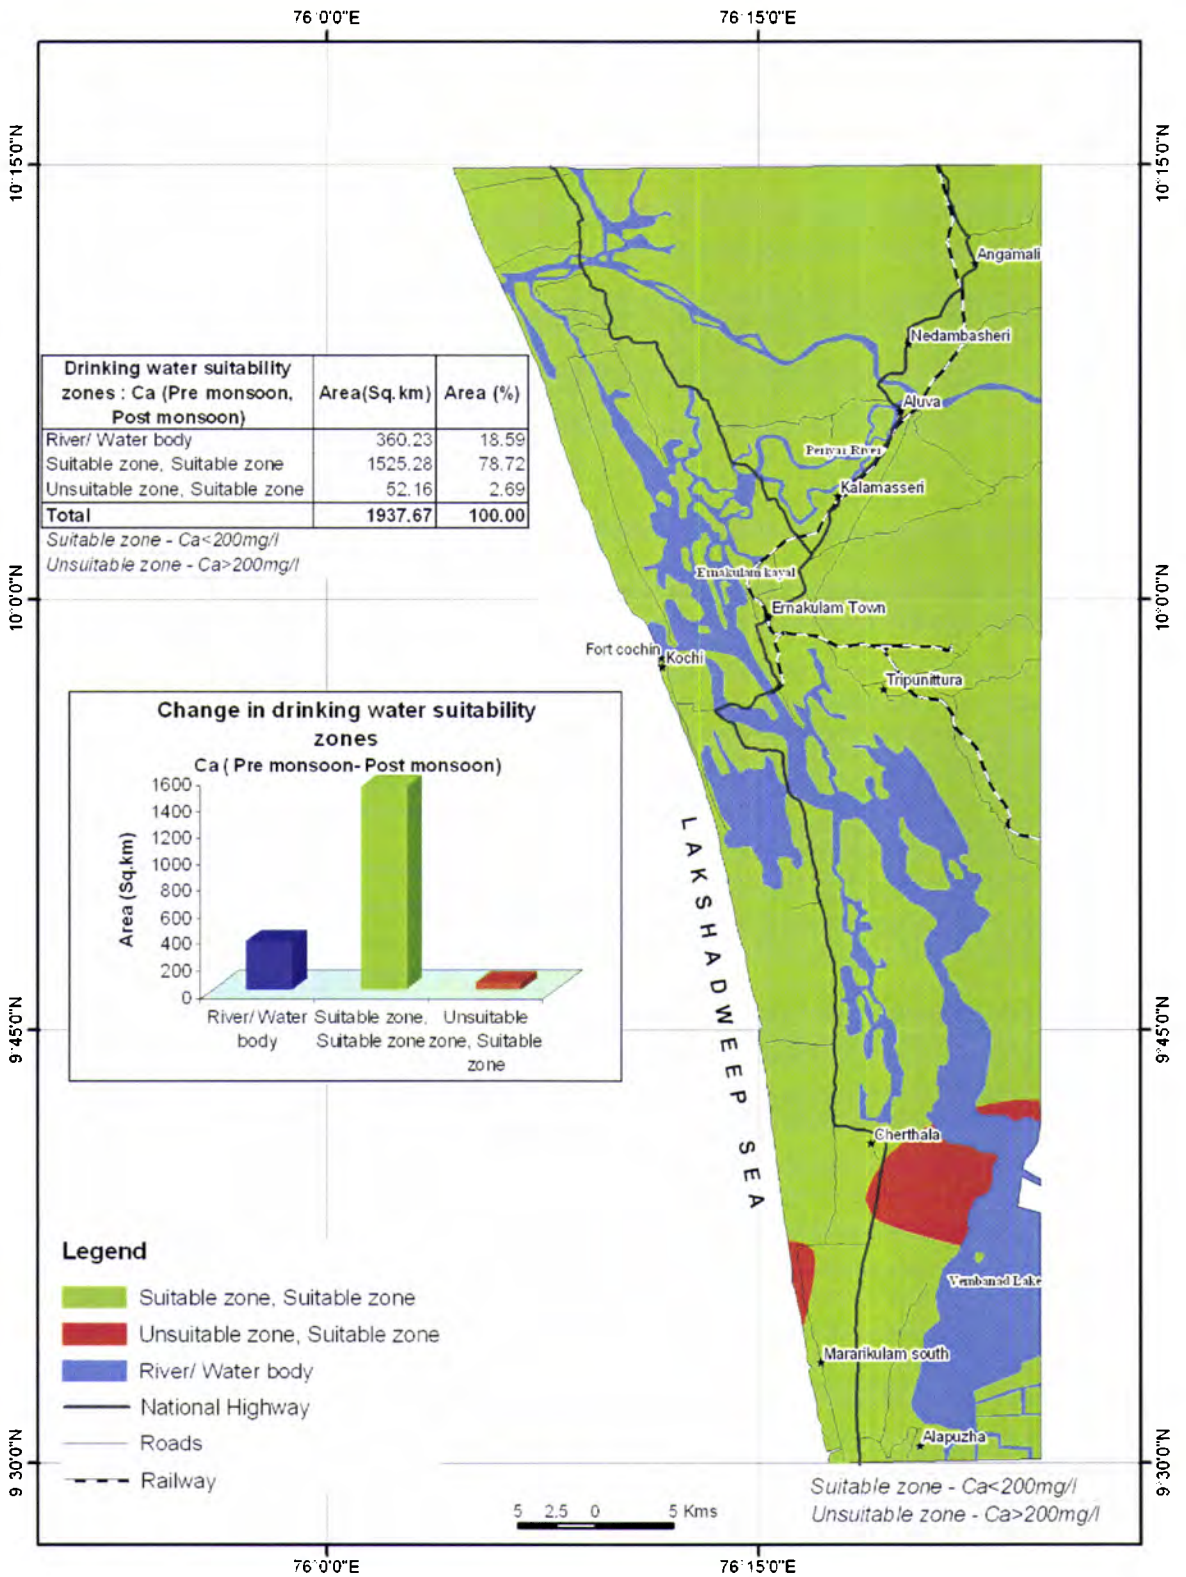 76°0'0"E
76°15'0"E
10°15'0"N
10°15'0"N
Angamali
Nedambasheri
Drinking water suitability
zones : Ca (Pre monsoon,
Post monsoon)
Area(Sq.km)
Area (%)
River/ Water body 360.23 18.59
Suitable zone, Suitable zone 1525.28 78.72
Unsuitable zone, Suitable zone 52.16 2.69
Total 1937.67 100.00
Suitable zone - Ca<200mg/l
Unsuitable zone - Ca>200mg/l
Aluva
Periyar River
Kalamasseri
Ernakulam kayal
10°0'0"N
10°0'0"N
Ernakulam Town
Fort cochin
Kochi
Tripunittura
Change in drinking water suitability
zones
Ca ( Pre monsoon- Post monsoon)
Area (Sq.km)
1600
1400
1200
1000
800
600
400
200
0
River/ Water
body
Suitable zone,
Suitable zone
Unsuitable
zone, Suitable
zone
LAKSHADWEEP SEA
9°45'0"N
9°45'0"N
Cherthala
Vembanad Lake
Mararikulam south
Alapuzha
Legend
Suitable zone, Suitable zone
Unsuitable zone, Suitable zone
River/ Water body
National Highway
Roads
Railway
9°30'0"N
9°30'0"N
5 2.5 0 5 Kms
Suitable zone - Ca<200mg/l
Unsuitable zone - Ca>200mg/l
76°0'0"E
76°15'0"E